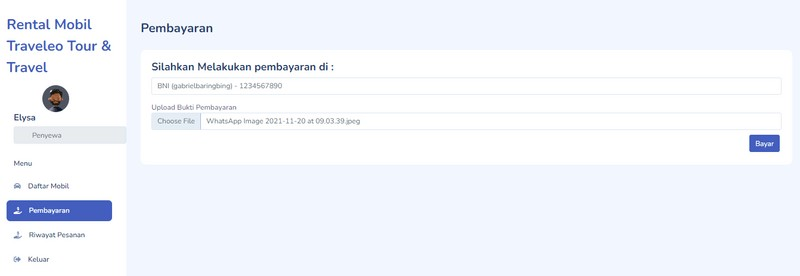 Rental Mobil
Traveleo Tour &
Travel
Elysa
Penyewa
Menu
Daftar Mobil
Pembayaran
Riwayat Pesanan
Keluar
Pembayaran
Silahkan Melakukan pembayaran di :
BNI (gabrielbaringbing) - 1234567890
Upload Bukti Pembayaran
Choose File WhatsApp Image 2021-11-20 at 09.03.39.jpeg
Bayar